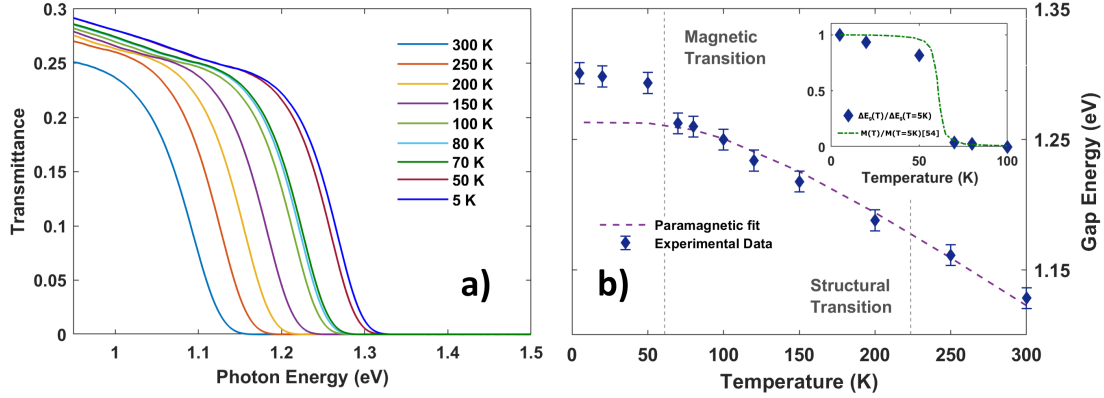 0.3
0.25
0.2
0.15
0.1
0.05
0
Transmittance
1
1.1
1.2
1.3
1.4
1.5
Photon Energy (eV)
300 K
250 K
200 K
150 K
100 K
80 K
70 K
50 K
5 K
a)
Magnetic
Transition
Paramagnetic fit
Experimental Data
b)
Structural
Transition
0
50
100
150
200
250
300
Temperature (K)
1.35
1.25
1.15
Gap Energy (eV)
1
0.5
0
ΔEg(T)/ΔEg(T=5K)
M(T)/M(T=5K)[54]
0
50
100
Temperature (K)